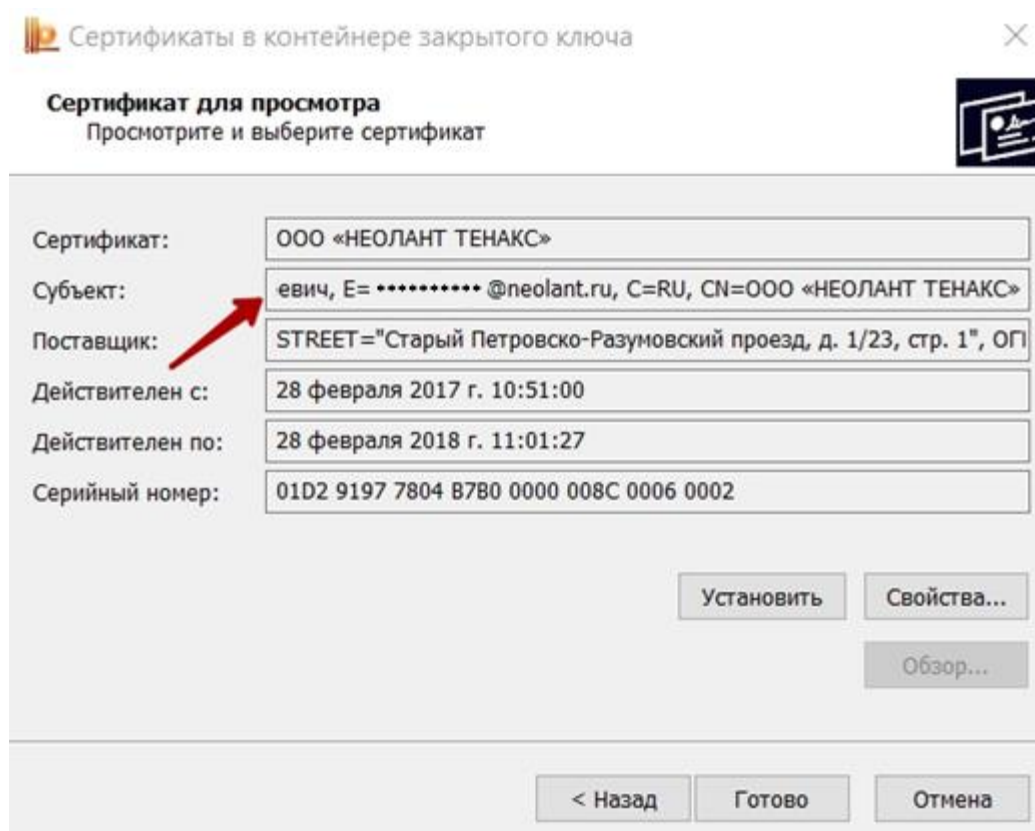 Сертификаты в контейнере закрытого ключа
Сертификат для просмотра
Просмотрите и выберите сертификат
Сертификат: ООО «НЕОЛАНТ ТЕНАКС»
Субъект: евич, E= •••••••••• @neolant.ru, C=RU, CN=ООО «НЕОЛАНТ ТЕНАКС»
Поставщик: STREET="Старый Петровско-Разумовский проезд, д. 1/23, стр. 1", ОГІ
Действителен с: 28 февраля 2017 г. 10:51:00
Действителен по: 28 февраля 2018 г. 11:01:27
Серийный номер: 01D2 9197 7804 B7B0 0000 008C 0006 0002
Установить Свойства...
Обзор...
< Назад Готово Отмена